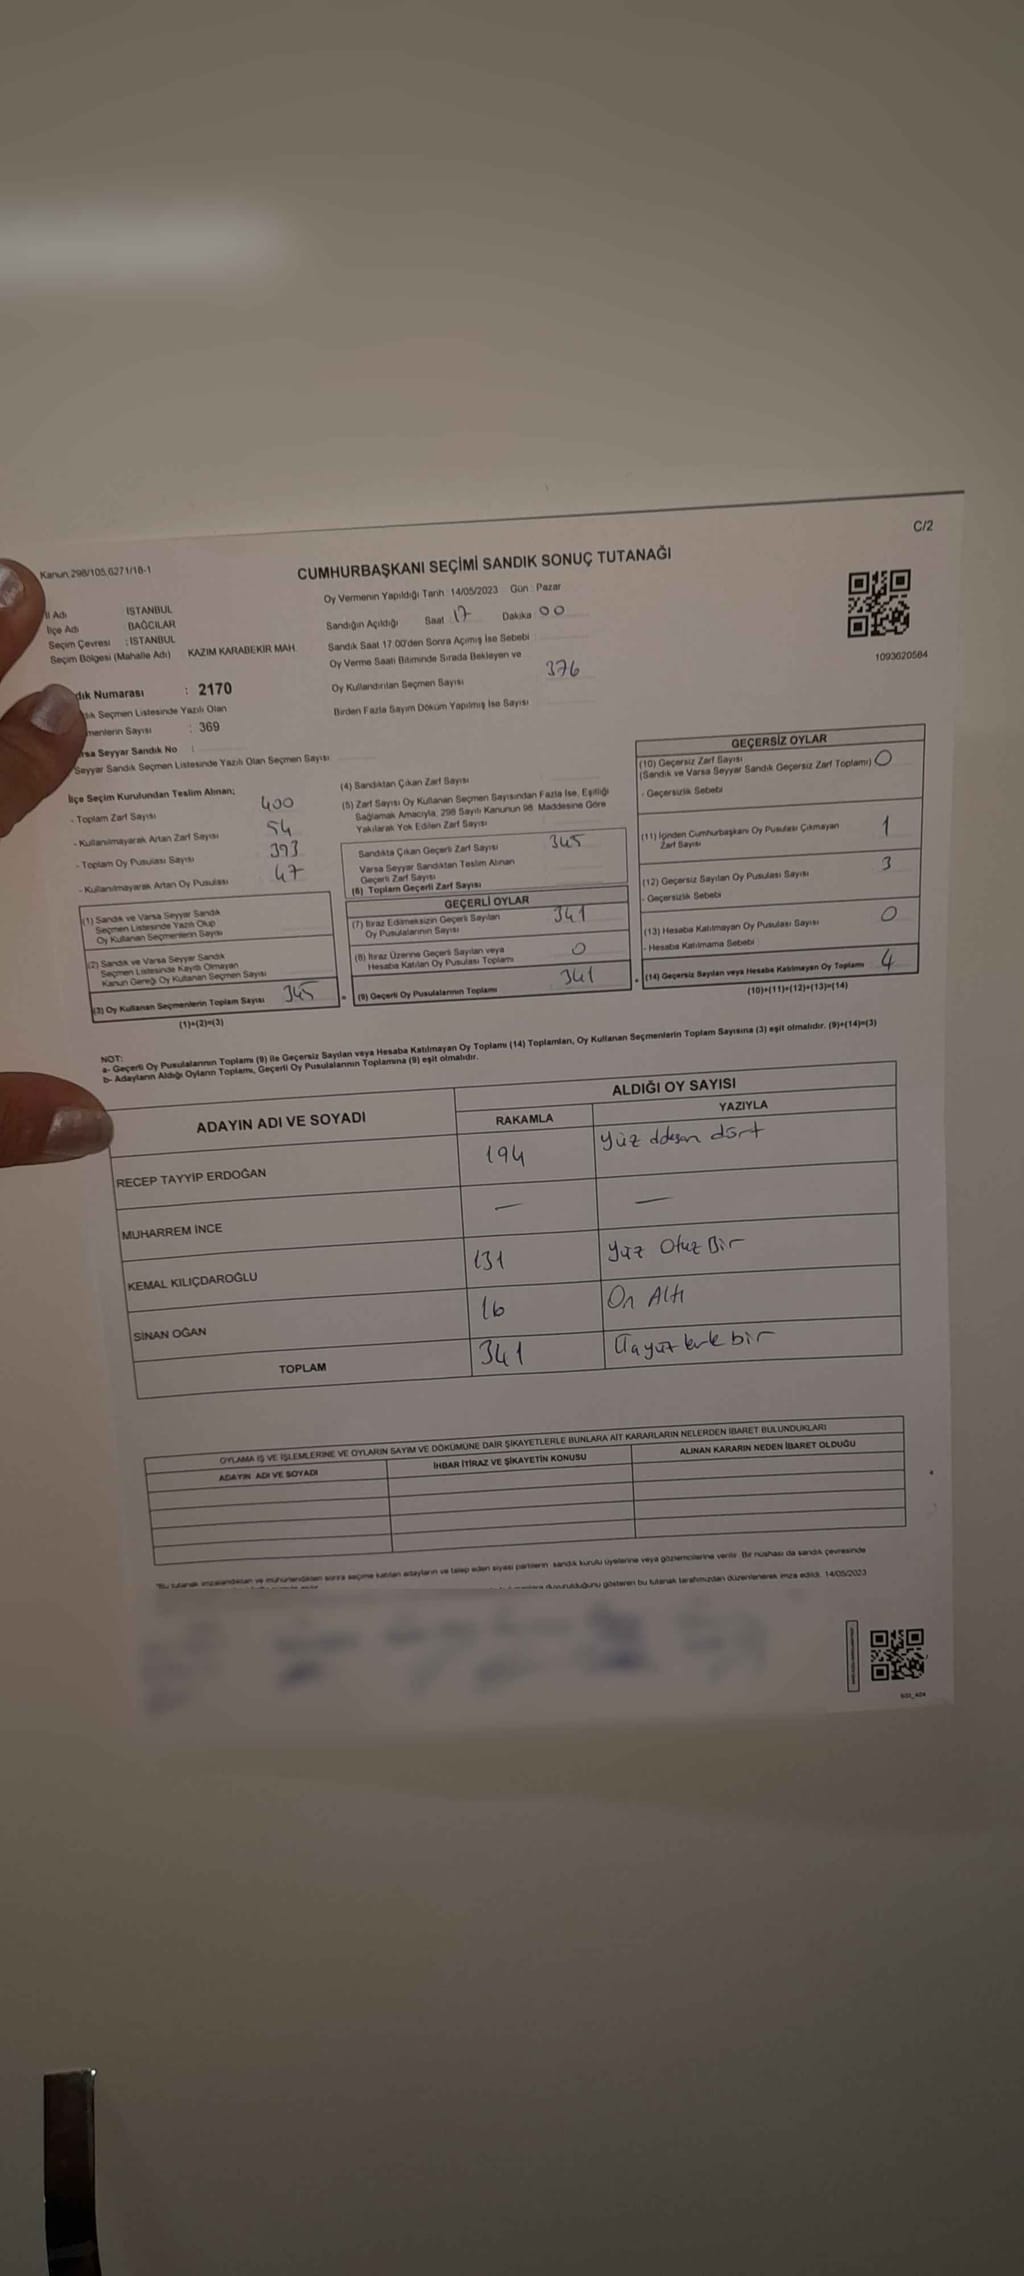 C/2
Kanun:298/105,6271/18-1
CUMHURBAŞKANI SEÇİMİ SANDIK SONUÇ TUTANAĞI
İl Adı İSTANBUL
İlçe Adı BAĞCILAR
Seçim Çevresi : İSTANBUL
Seçim Bölgesi (Mahalle Adı) KAZIM KARABEKİR MAH.
dık Numarası : 2170
Seçmen Listesinde Yazılı Olan
menlerin Sayısı : 369
rsa Seyyar Sandık No :
Seyyar Sandık Seçmen Listesinde Yazılı Olan Seçmen Sayısı
Oy Vermenin Yapıldığı Tarih : 14/05/2023 Gün : Pazar
Sandığın Açıldığı Saat 17 Dakika 00
Sandık Saat 17.00'den Sonra Açımış İse Sebebi
Oy Verme Saati Bitiminde Sırada Bekleyen ve
Oy Kullandırılan Seçmen Sayısı 376
Birden Fazla Sayım Döküm Yapılmış İse Sayısı
1093620584
İlçe Seçim Kurulundan Teslim Alınan;
- Toplam Zarf Sayısı 400
- Kullanılmayarak Artan Zarf Sayısı 54
- Toplam Oy Pusulası Sayısı 393
- Kullanılmayarak Artan Oy Pusulası 47
(1) Sandık ve Varsa Seyyar Sandık
Seçmen Listesinde Yazılı Olup
Oy Kullanan Seçmenlerin Sayısı
(2) Sandık ve Varsa Seyyar Sandık
Seçmen Listesinde Kayıtlı Olmayan
Kanun Gereği Oy Kullanan Seçmen Sayısı
(3) Oy Kullanan Seçmenlerin Toplam Sayısı 345
(1)+(2)=(3)
(4) Sandıktan Çıkan Zarf Sayısı
(5) Zarf Sayısı Oy Kullanan Seçmen Sayısından Fazla İse, Eşitliği
Sağlamak Amacıyla, 298 Sayılı Kanunun 98. Maddesine Göre
Yakılarak Yok Edilen Zarf Sayısı
Sandıkta Çıkan Geçerli Zarf Sayısı 345
Varsa Seyyar Sandıktan Teslim Alınan
Geçerli Zarf Sayısı
(6) Toplam Geçerli Zarf Sayısı
GEÇERLİ OYLAR
(7) İtiraz Edilmeksizin Geçerli Sayılan
Oy Pusulalarının Sayısı 341
(8) İtiraz Üzerine Geçerli Sayılan veya
Hesaba Katılan Oy Pusulası Toplamı 0
= (9) Geçerli Oy Pusulalarının Toplamı 341
GEÇERSİZ OYLAR
(10) Geçersiz Zarf Sayısı
(Sandık ve Varsa Seyyar Sandık Geçersiz Zarf Toplamı) 0
- Geçersizlik Sebebi
(11) İçinden Cumhurbaşkanı Oy Pusulası Çıkmayan
Zarf Sayısı 1
(12) Geçersiz Sayılan Oy Pusulası Sayısı 3
- Geçersizlik Sebebi
(13) Hesaba Katılmayan Oy Pusulası Sayısı 0
- Hesaba Katılmama Sebebi
+ (14) Geçersiz Sayılan veya Hesaba Katılmayan Oy Toplamı 4
(10)+(11)+(12)+(13)=(14)
NOT:
a- Geçerli Oy Pusulalarının Toplamı (9) ile Geçersiz Sayılan veya Hesaba Katılmayan Oy Toplamı (14) Toplamları, Oy Kullanan Seçmenlerin Toplam Sayısına (3) eşit olmalıdır. (9)+(14)=(3)
b- Adayların Aldığı Oyların Toplamı, Geçerli Oy Pusulalarının Toplamına (9) eşit olmalıdır.
ADAYIN ADI VE SOYADI ALDIĞI OY SAYISI
RAKAMLA YAZIYLA
RECEP TAYYİP ERDOĞAN 194 Yüz ddoksan dört
MUHARREM İNCE — —
KEMAL KILIÇDAROĞLU 131 Yüz Otuz Bir
SİNAN OĞAN 16 On Altı
TOPLAM 341 Üçyüz kırk bir
OYLAMA İŞ VE İŞLEMLERİNE VE OYLARIN SAYIM VE DÖKÜMÜNE DAİR ŞİKAYETLERLE BUNLARA AİT KARARLARIN NELERDEN İBARET BULUNDUKLARI
ADAYIN ADI VE SOYADI İHBAR İTİRAZ VE ŞİKAYETİN KONUSU ALINAN KARARIN NEDEN İBARET OLDUĞU
"Bu tutanak imzalandıktan ve mühürlendikten sonra seçime katılan adayların ve talep eden siyasi partilerin sandık kurulu üyelerine veya gözlemcilerine verilir. Bir nüshası da sandık çevresinde
duyurulduğunu gösteren bu tutanak tarafımızdan düzenlenerek imza edildi. 14/05/2023